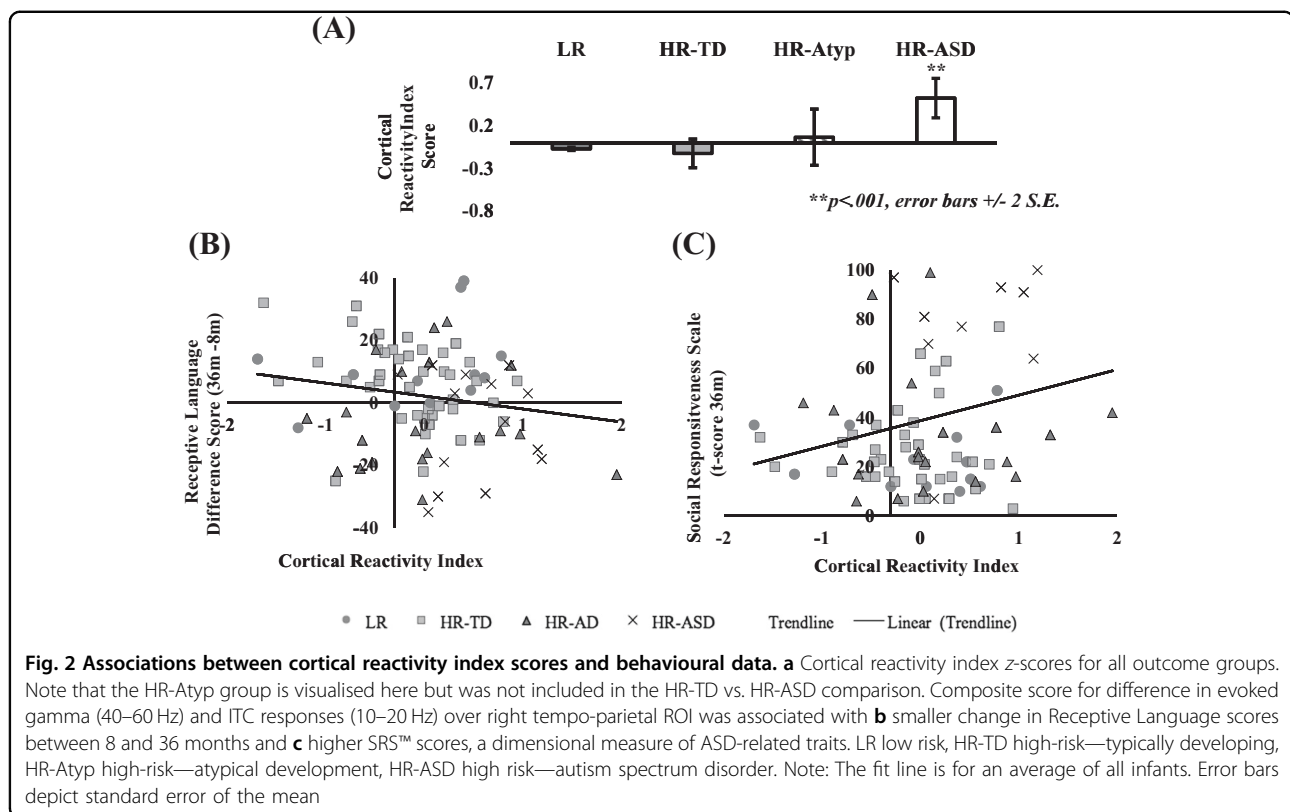 (A)
LR HR-TD HR-Atyp HR-ASD
**
Cortical
ReactivityIndex
Score
0.7
0.2
-0.3
-0.8
**p<.001, error bars +/- 2 S.E.
(B)
Receptive Language
Difference Score (36m -8m)
40
20
0
-20
-40
-2 -1 0 1 2
Cortical Reactivity Index
(C)
Social Responsitveness Scale
(t-score 36m)
100
80
60
40
20
0
-2 -1 0 1 2
Cortical Reactivity Index
LR HR-TD HR-AD HR-ASD Trendline Linear (Trendline)
Fig. 2 Associations between cortical reactivity index scores and behavioural data. a Cortical reactivity index z-scores for all outcome groups.
Note that the HR-Atyp group is visualised here but was not included in the HR-TD vs. HR-ASD comparison. Composite score for difference in evoked
gamma (40–60 Hz) and ITC responses (10–20 Hz) over right tempo-parietal ROI was associated with b smaller change in Receptive Language scores
between 8 and 36 months and c higher SRS™ scores, a dimensional measure of ASD-related traits. LR low risk, HR-TD high-risk—typically developing,
HR-Atyp high-risk—atypical development, HR-ASD high risk—autism spectrum disorder. Note: The fit line is for an average of all infants. Error bars
depict standard error of the mean